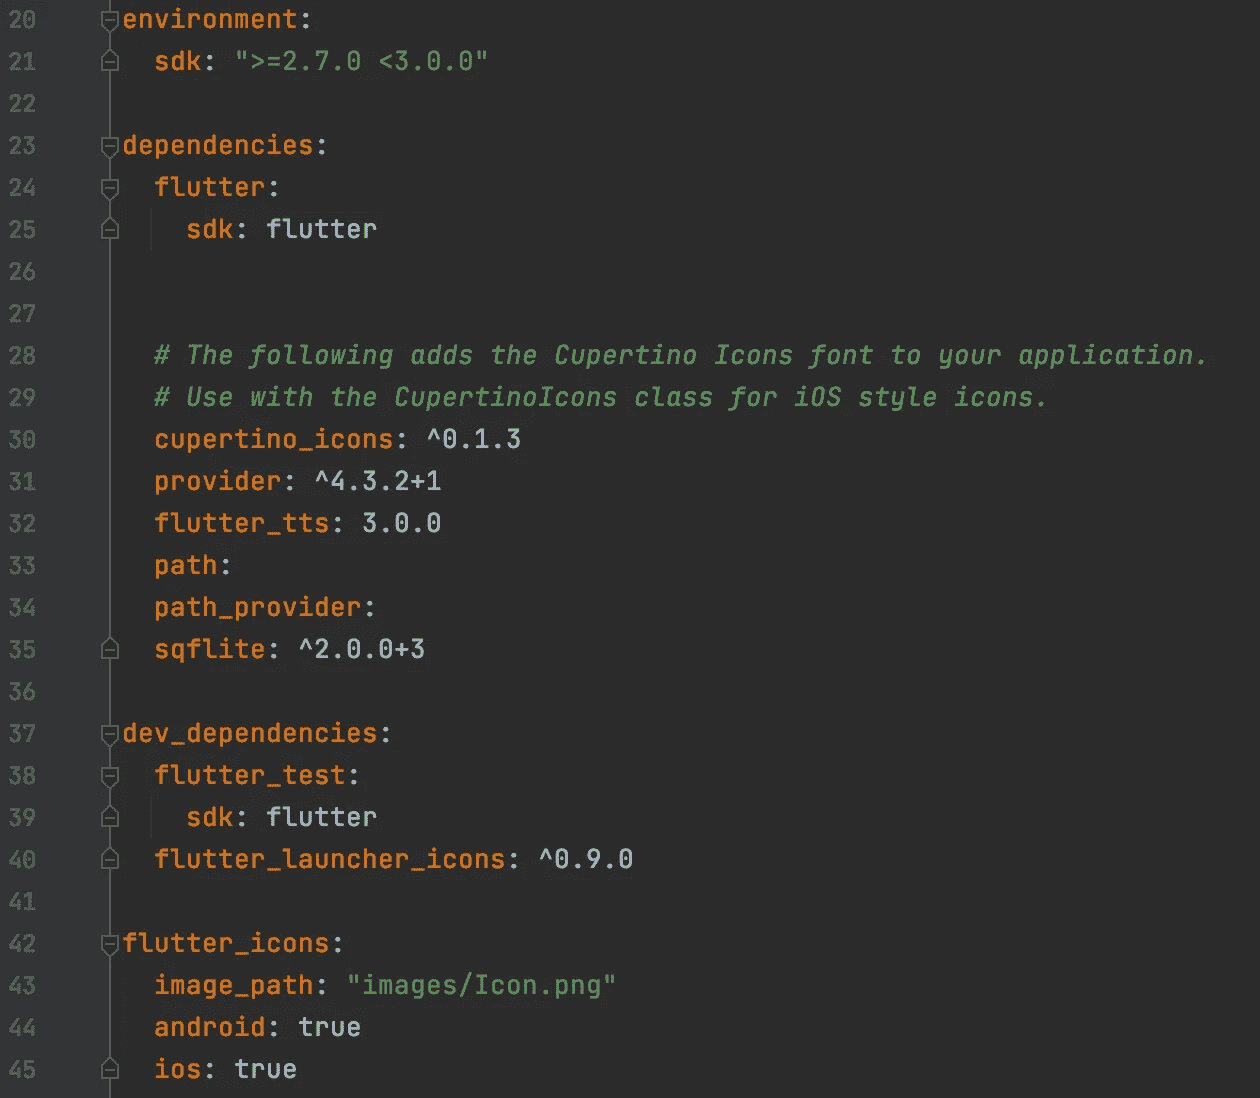 20 environment:
21   sdk: ">=2.7.0 <3.0.0"
22
23 dependencies:
24   flutter:
25     sdk: flutter
26
27
28   # The following adds the Cupertino Icons font to your application.
29   # Use with the CupertinoIcons class for iOS style icons.
30   cupertino_icons: ^0.1.3
31   provider: ^4.3.2+1
32   flutter_tts: 3.0.0
33   path:
34   path_provider:
35   sqflite: ^2.0.0+3
36
37 dev_dependencies:
38   flutter_test:
39     sdk: flutter
40   flutter_launcher_icons: ^0.9.0
41
42 flutter_icons:
43   image_path: "images/Icon.png"
44   android: true
45   ios: true